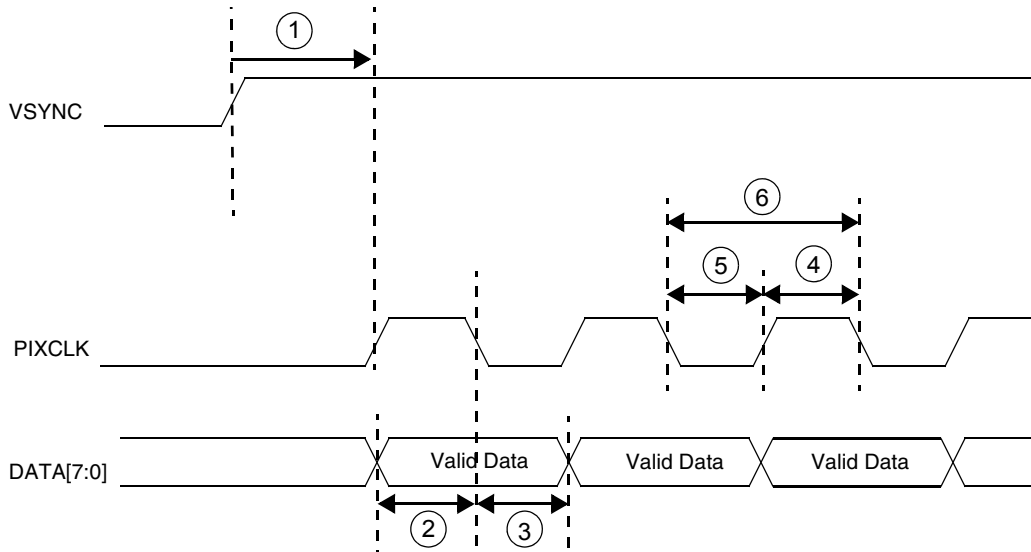 1
VSYNC
6
5
4
PIXCLK
DATA[7:0]
Valid Data
Valid Data
Valid Data
2
3